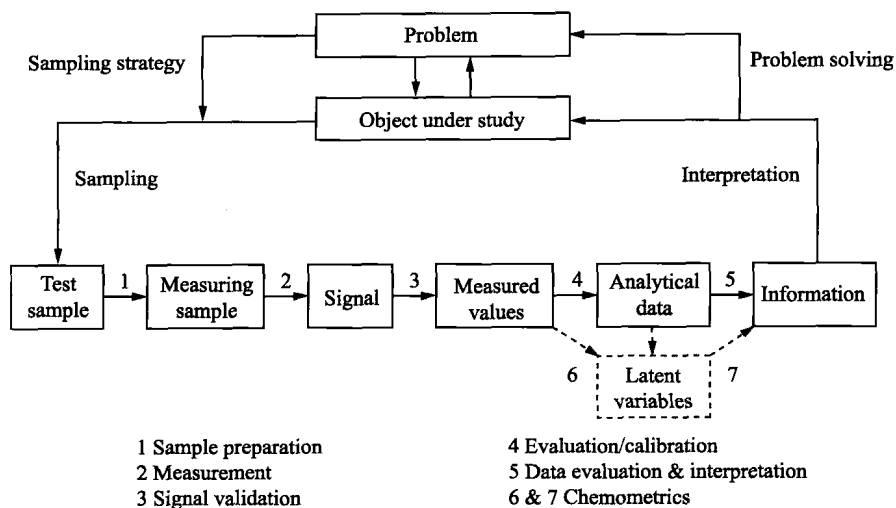 Problem
Sampling strategy
Problem solving
Object under study
Sampling
Interpretation
Test
sample
1
Measuring
sample
2
Signal
3
Measured
values
4
Analytical
data
5
Information
6
Latent
variables
7
1 Sample preparation
2 Measurement
3 Signal validation
4 Evaluation/calibration
5 Data evaluation & interpretation
6 & 7 Chemometrics